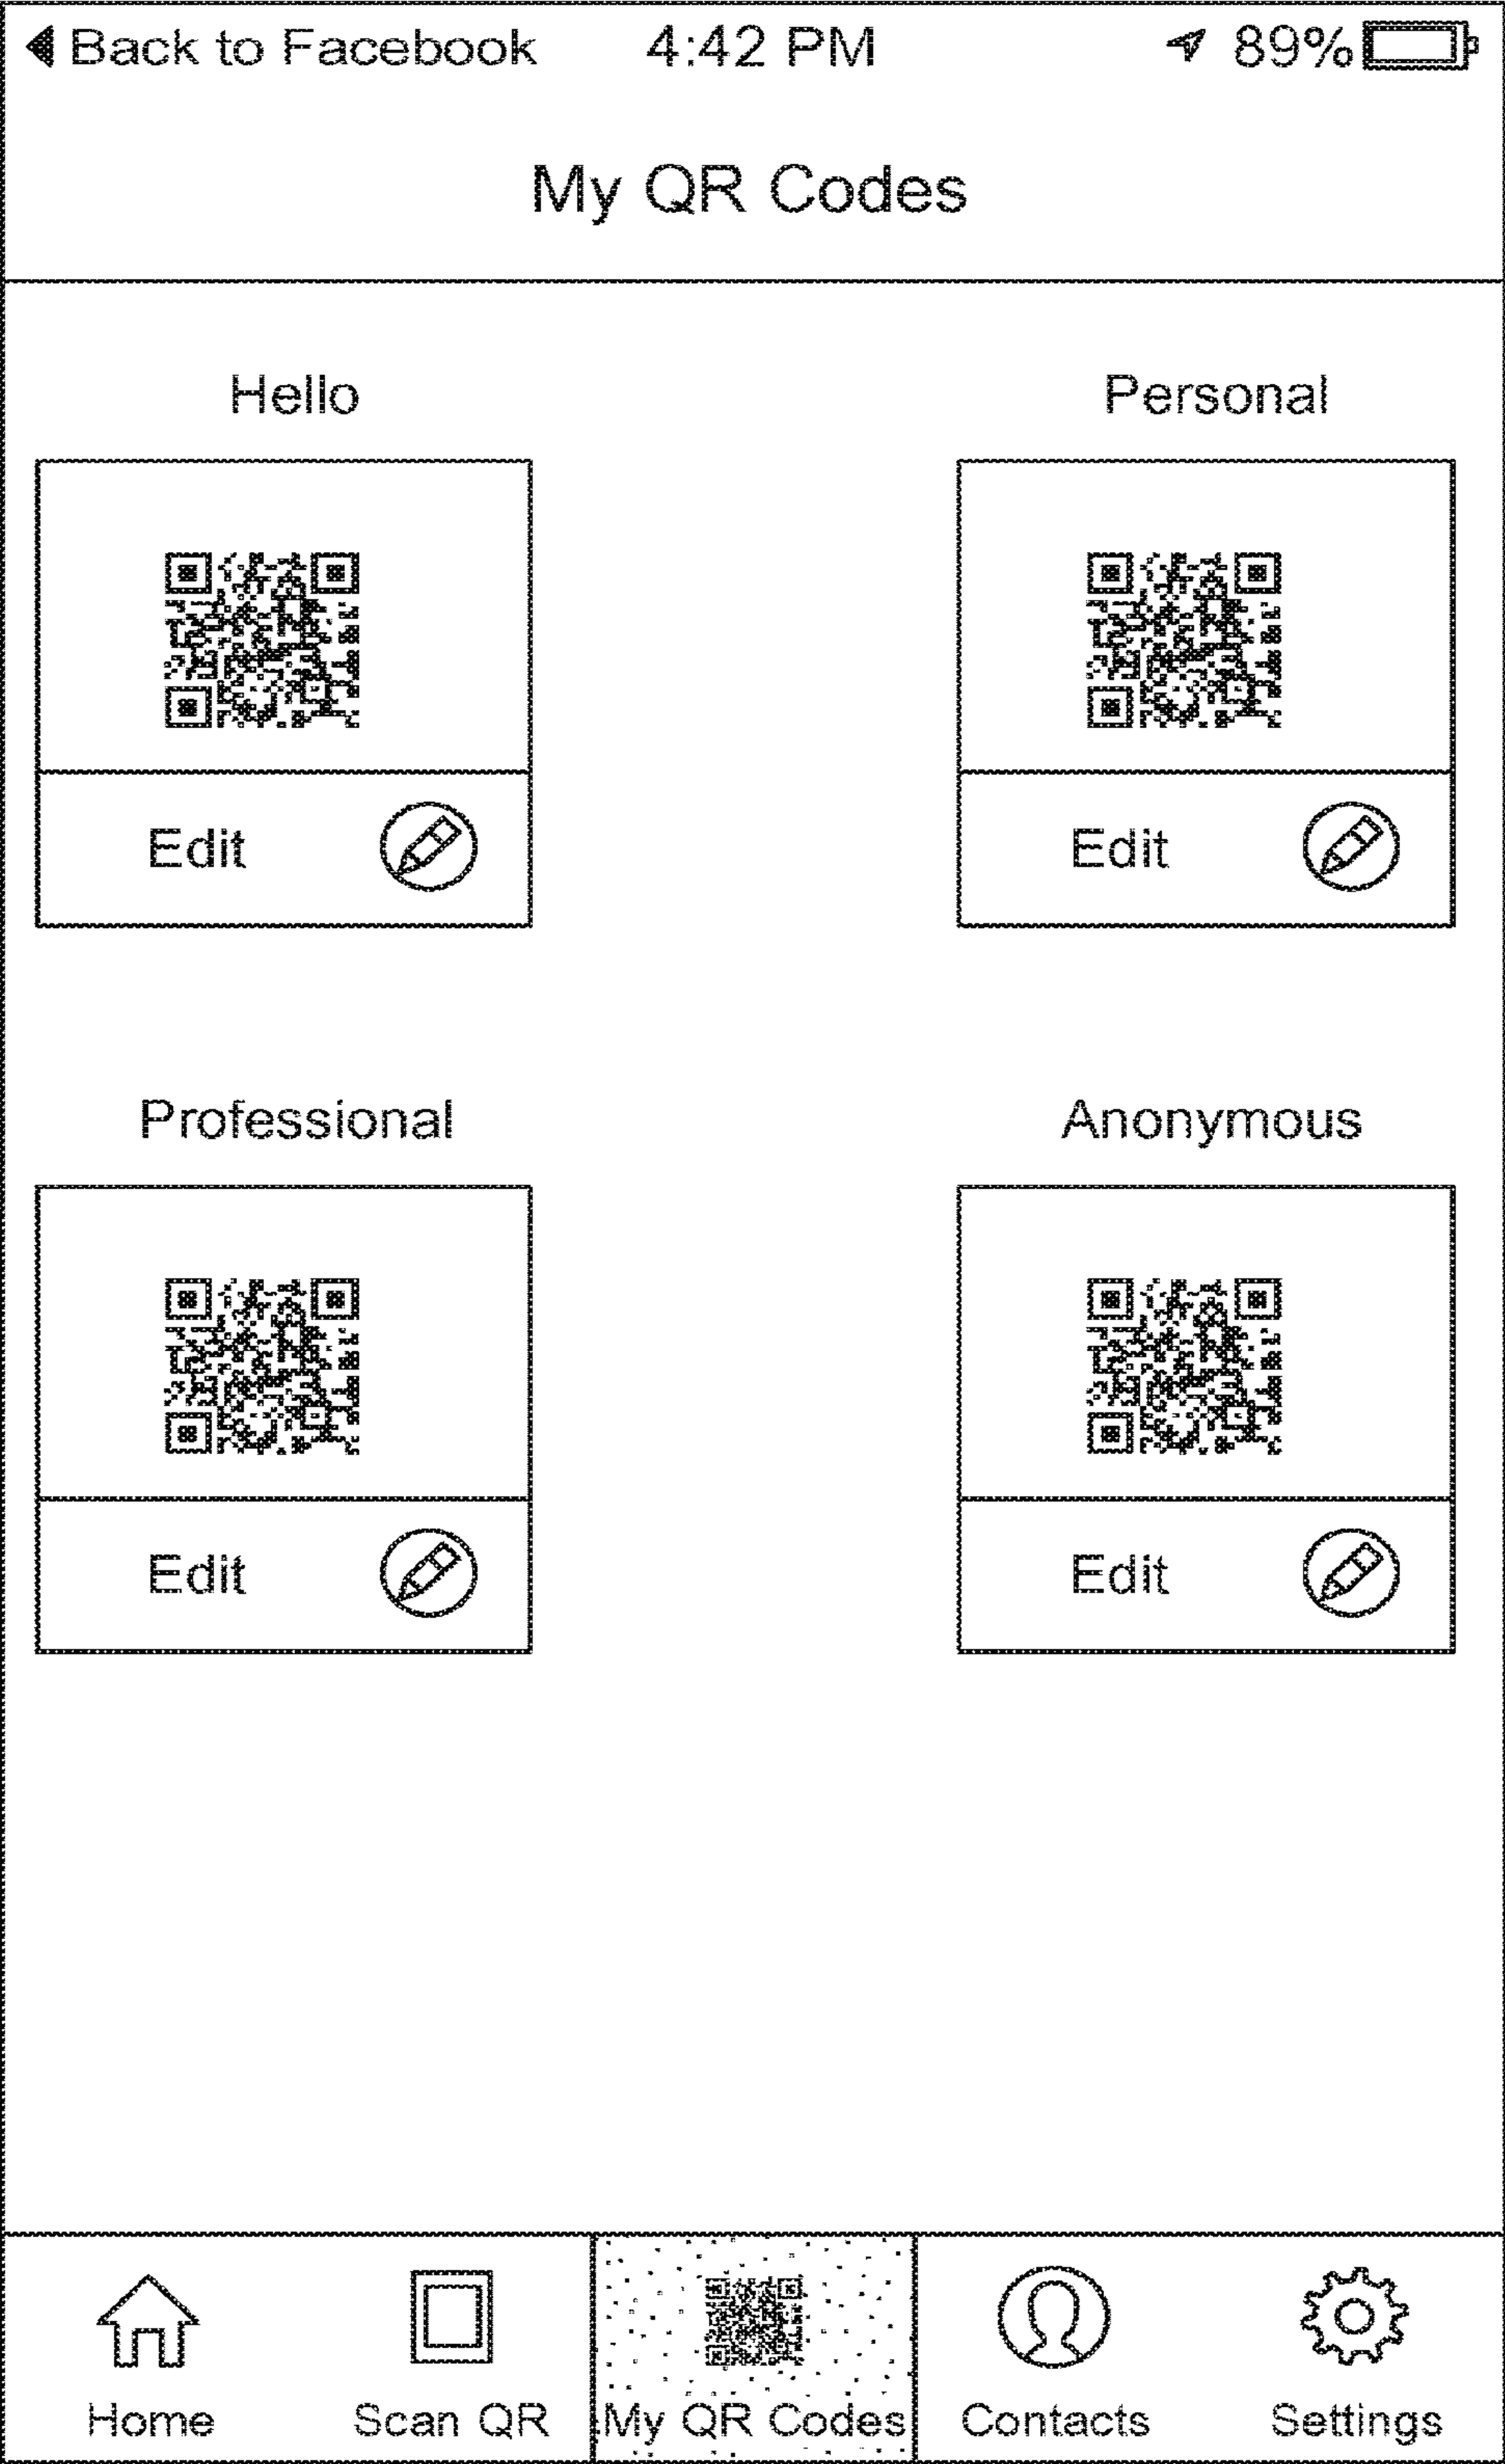 Back to Facebook 4:42 PM 89%
My QR Codes
Hello Personal
Edit Edit
Professional Anonymous
Edit Edit
Home Scan QR My QR Codes Contacts Settings